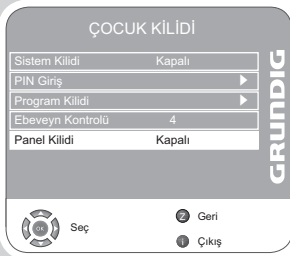 ÇOCUK KİLİDİ
Sistem Kilidi Kapalı
PIN Giriş
Program Kilidi
Ebeveyn Kontrolü 4
Panel Kilidi Kapalı
GRUNDIG
OK Seç
Z Geri
i Çıkış